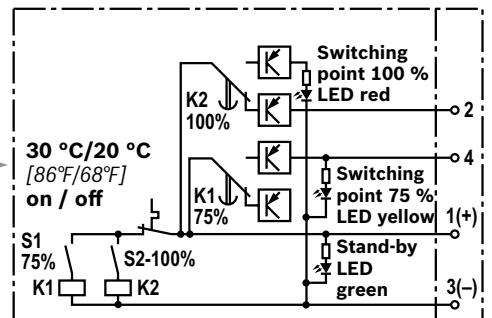 Switching
point 100 %
LED red
K2
100%
2
30 °C/20 °C
[86°F/68°F]
on / off
4
Switching
point 75 %
LED yellow
K1
75%
1(+)
S1
75%
S2-100%
Stand-by
LED
green
K1
K2
3(–)